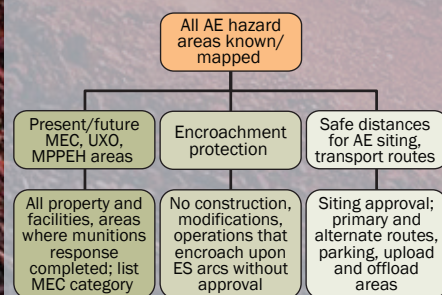 All AE hazard
areas known/
mapped
Present/future
MEC, UXO,
MPPEH areas
Encroachment
protection
Safe distances
for AE siting,
transport routes
All property and
facilities, areas
where munitions
response
completed; list
MEC category
No construction,
modifications,
operations that
encroach upon
ES arcs without
approval
Siting approval;
primary and
alternate routes,
parking, upload
and offload
areas